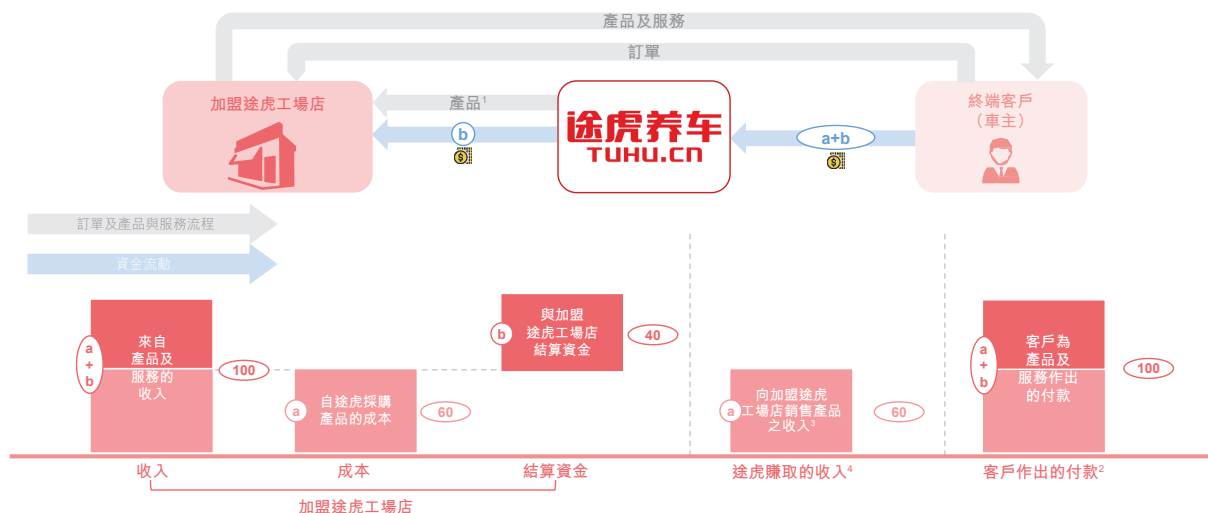 產品及服務
訂單
加盟途虎工場店
產品1
b
途虎养车
TUHU.cn
a+b
終端客戶
（車主）
訂單及產品與服務流程
資金流動
a
+
b
來自
產品及
服務的
收入
100
a
自途虎採購
產品的成本
60
b
與加盟
途虎工場店
結算資金
40
a
向加盟途虎
工場店銷售產品
之收入3
60
a
+
b
客戶為
產品及
服務作出
的付款
100
收入
成本
結算資金
途虎賺取的收入4
客戶作出的付款2
加盟途虎工場店